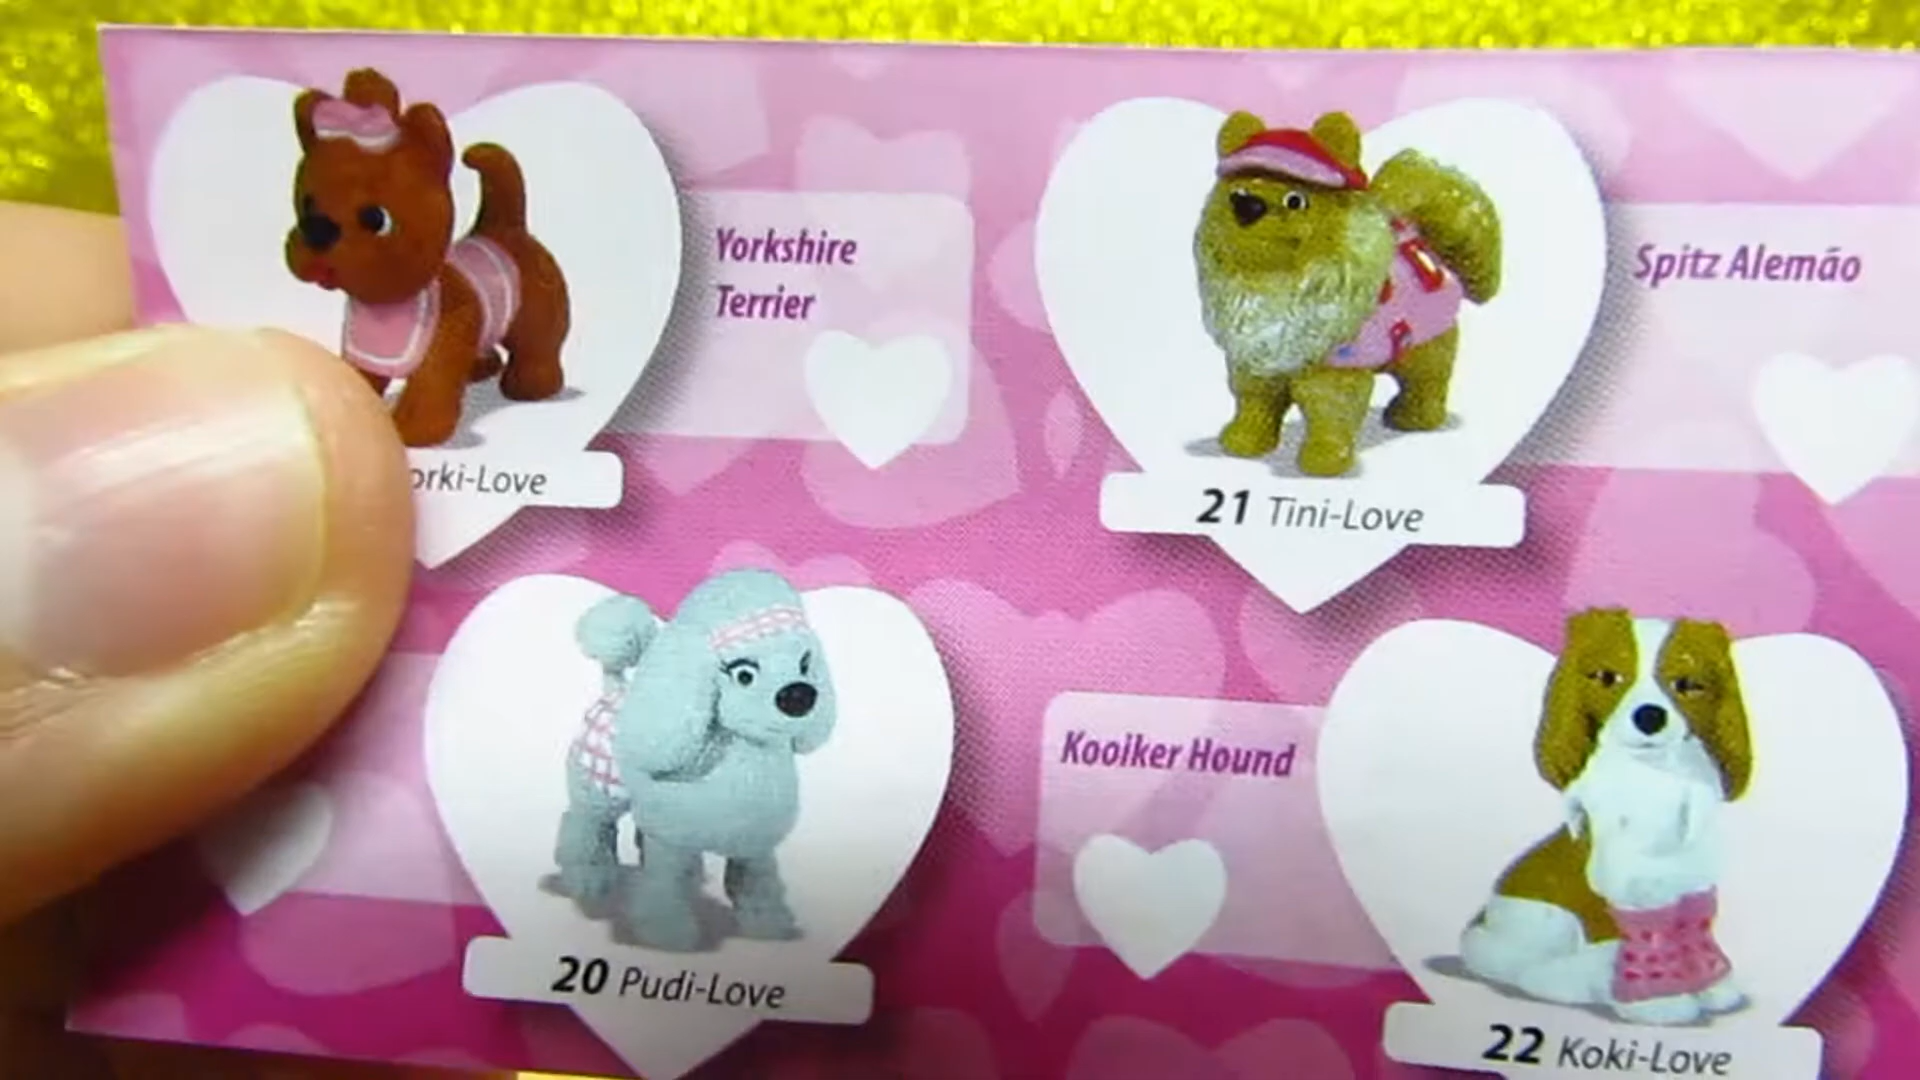 Yorkshire
Terrier
Spitz Alemão
orki-Love
21 Tini-Love
Kooiker Hound
20 Pudi-Love
22 Koki-Love